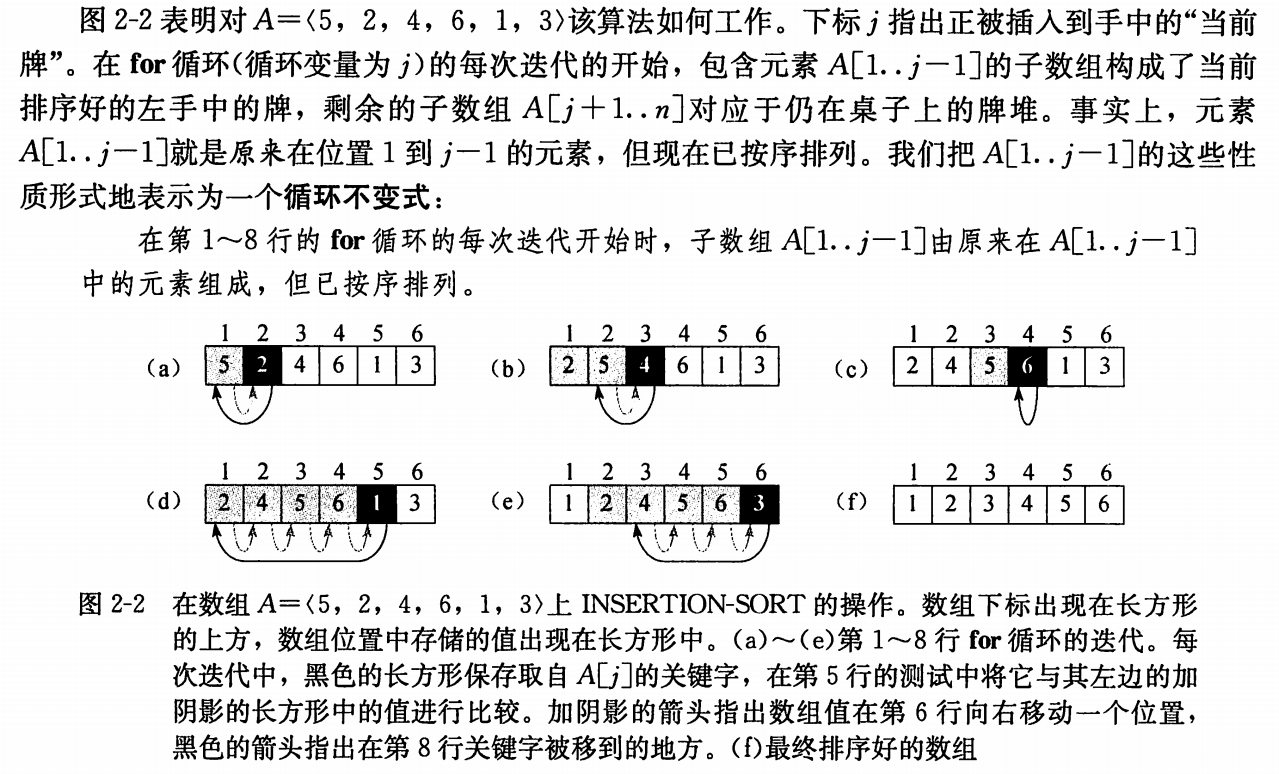 图 2-2 表明对 A=〈5，2，4，6，1，3〉该算法如何工作。下标 j 指出正被插入到手中的“当前
牌”。在 for 循环(循环变量为 j)的每次迭代的开始，包含元素 A[1..j－1]的子数组构成了当前
排序好的左手中的牌，剩余的子数组 A[j＋1..n]对应于仍在桌子上的牌堆。事实上，元素
A[1..j－1]就是原来在位置 1 到 j－1 的元素，但现在已按序排列。我们把 A[1..j－1]的这些性
质形式地表示为一个循环不变式：
在第 1～8 行的 for 循环的每次迭代开始时，子数组 A[1..j－1]由原来在 A[1..j－1]
中的元素组成，但已按序排列。
1 2 3 4 5 6
(a) 5 2 4 6 1 3
1 2 3 4 5 6
(b) 2 5 4 6 1 3
1 2 3 4 5 6
(c) 2 4 5 6 1 3
1 2 3 4 5 6
(d) 2 4 5 6 1 3
1 2 3 4 5 6
(e) 1 2 4 5 6 3
1 2 3 4 5 6
(f) 1 2 3 4 5 6
图 2-2 在数组 A=〈5，2，4，6，1，3〉上 INSERTION-SORT 的操作。数组下标出现在长方形
的上方，数组位置中存储的值出现在长方形中。(a)～(e)第 1～8 行 for 循环的迭代。每
次迭代中，黑色的长方形保存取自 A[j]的关键字，在第 5 行的测试中将它与其左边的加
阴影的长方形中的值进行比较。加阴影的箭头指出数组值在第 6 行向右移动一个位置，
黑色的箭头指出在第 8 行关键字被移到的地方。(f)最终排序好的数组